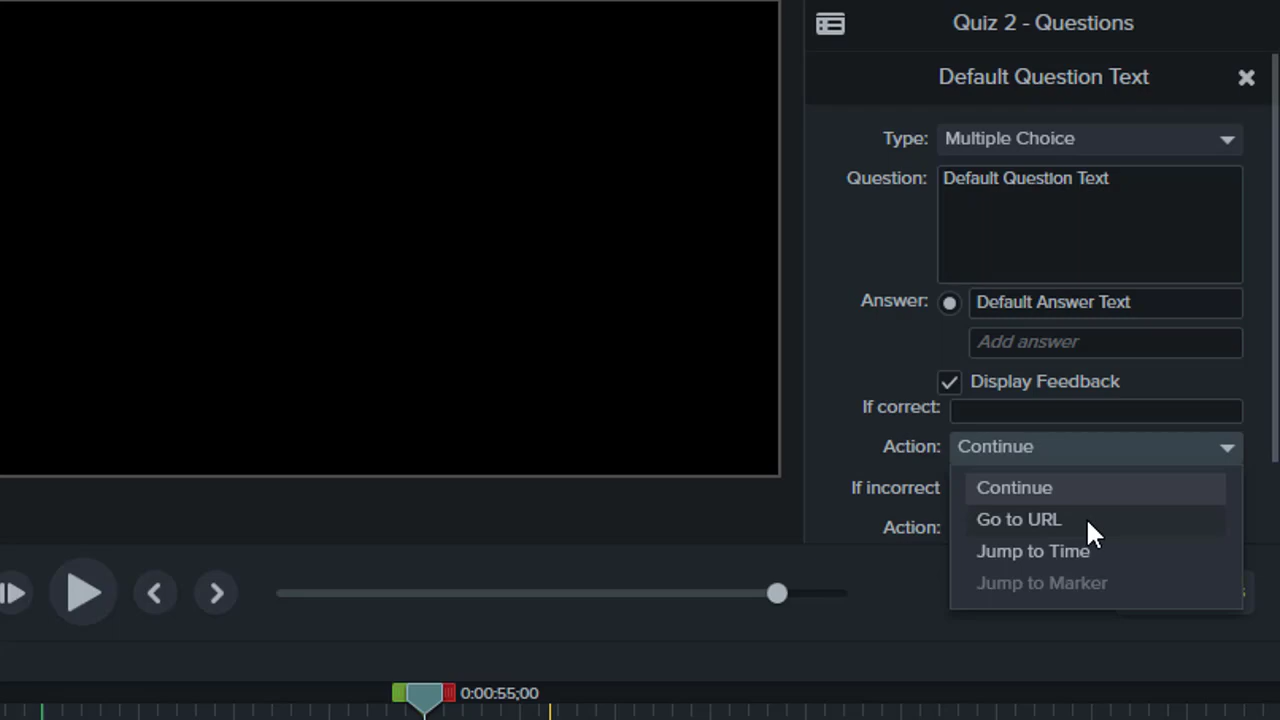 Quiz 2 - Questions
Default Question Text
Type: Multiple Choice
Question: Default Question Text
Answer: Default Answer Text
Add answer
Display Feedback
If correct:
Action: Continue
If incorrect
Continue
Action:
Go to URL
Jump to Time
Jump to Marker
0:00:55;00